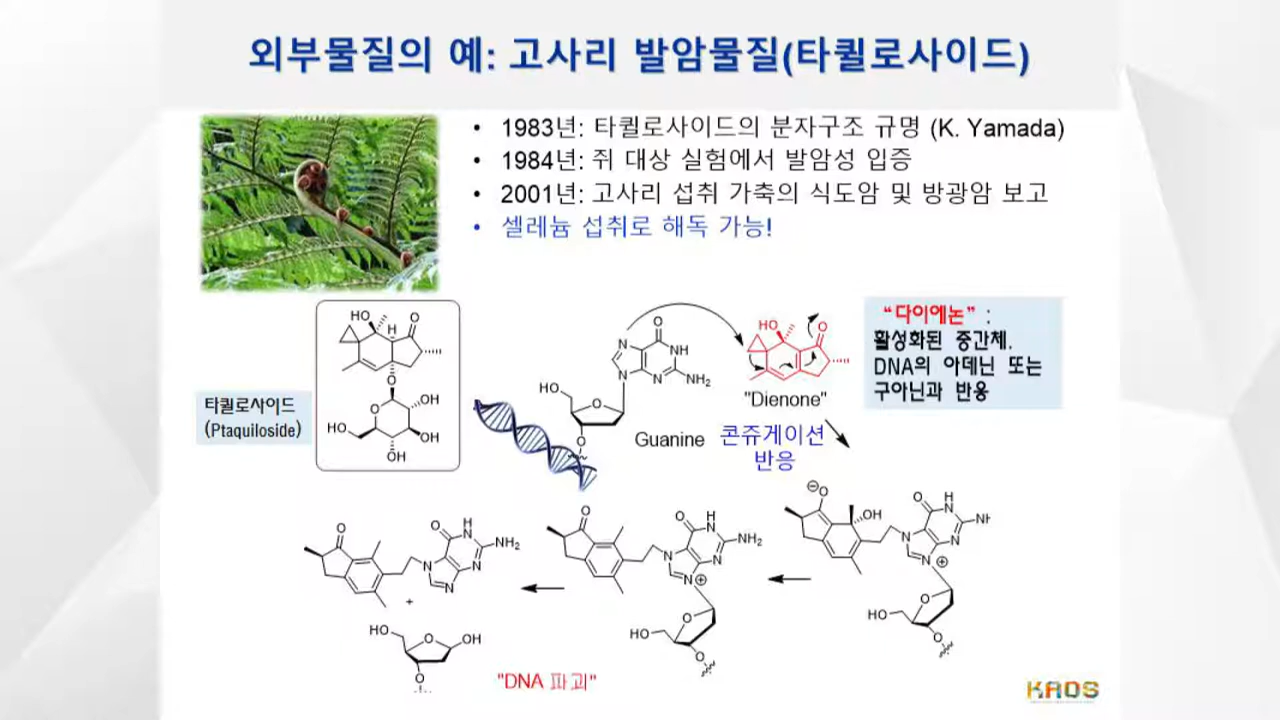 외부물질의 예: 고사리 발암물질(타퀼로사이드)
• 1983년: 타퀼로사이드의 분자구조 규명 (K. Yamada)
• 1984년: 쥐 대상 실험에서 발암성 입증
• 2001년: 고사리 섭취 가축의 식도암 및 방광암 보고
• 셀레늄 섭취로 해독 가능!
타퀼로사이드
(Ptaquiloside)
HO
H
O
O
O
OH
HO
OH
OH
O
N
NH
N
N
NH₂
HO
O
O
Guanine
HO
O
"Dienone"
콘쥬게이션
반응
“다이에논” :
활성화된 중간체.
DNA의 아데닌 또는
구아닌과 반응
O
O
H
N
N
NH₂
N
N
+
HO
O
OH
O
O
O
H
N
N
NH₂
N
N
⊕
O
HO
O
⊖
O
OH
O
H
N
N
NH
N
N
⊕
O
HO
O
"DNA 파괴"
KAOS